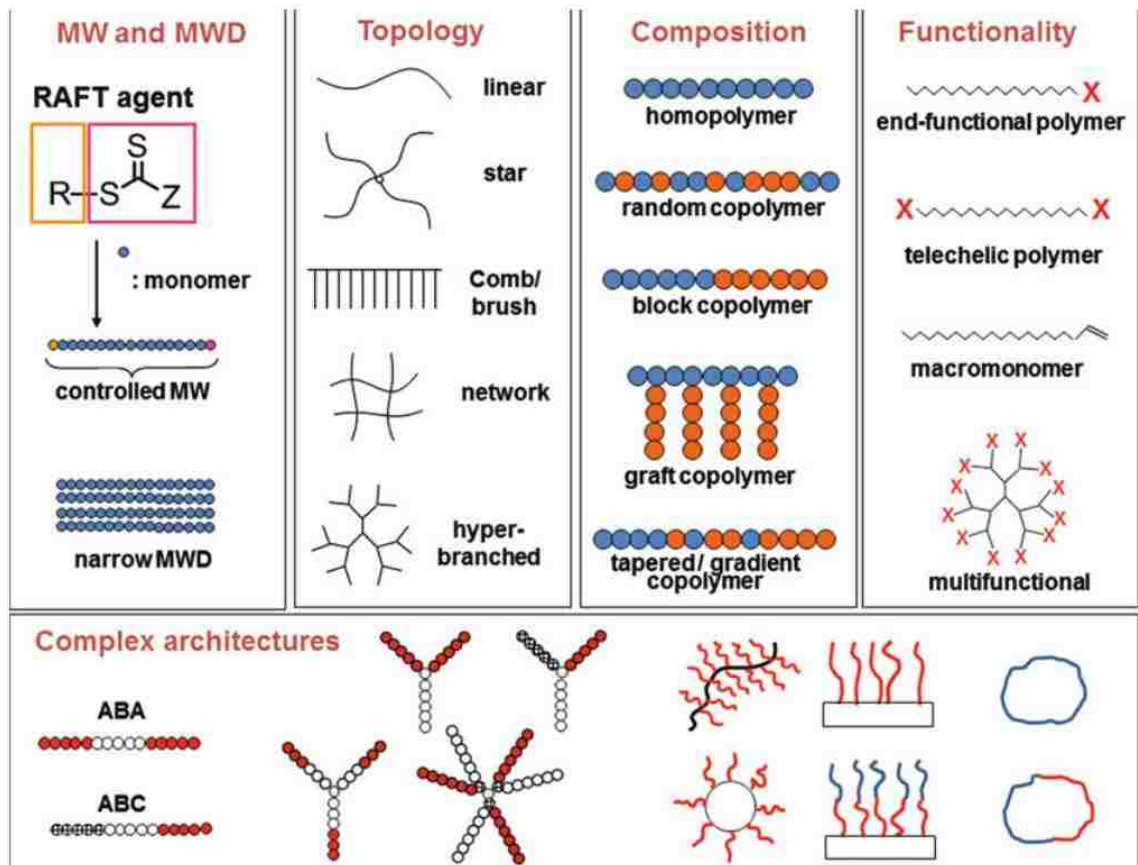 MW and MWD
RAFT agent
S
R
S
Z
: monomer
controlled MW
narrow MWD
Topology
linear
star
Comb/
brush
network
hyper-
branched
Composition
homopolymer
random copolymer
block copolymer
graft copolymer
tapered / gradient
copolymer
Functionality
X
end-functional polymer
X X
telechelic polymer
macromonomer
X X
X X
X X
X X
X X
X X
multifunctional
Complex architectures
ABA
ABC